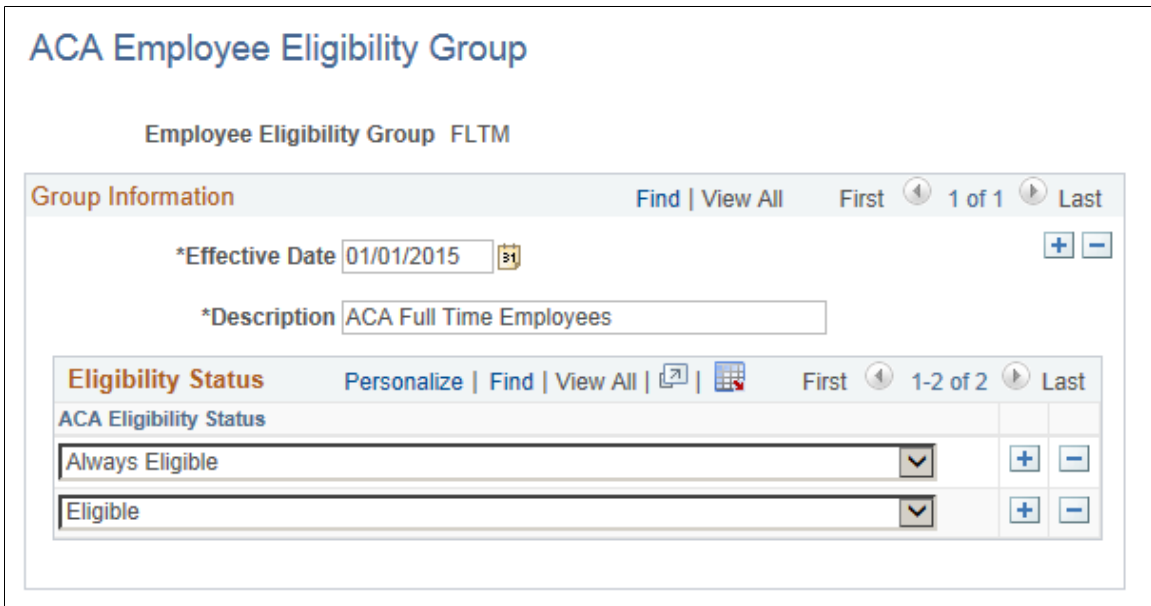 ACA Employee Eligibility Group
Employee Eligibility Group FLTM
Group Information Find | View All First 1 of 1 Last
*Effective Date 01/01/2015 31
*Description ACA Full Time Employees
Eligibility Status Personalize | Find | View All | | First 1-2 of 2 Last
ACA Eligibility Status
Always Eligible
Eligible